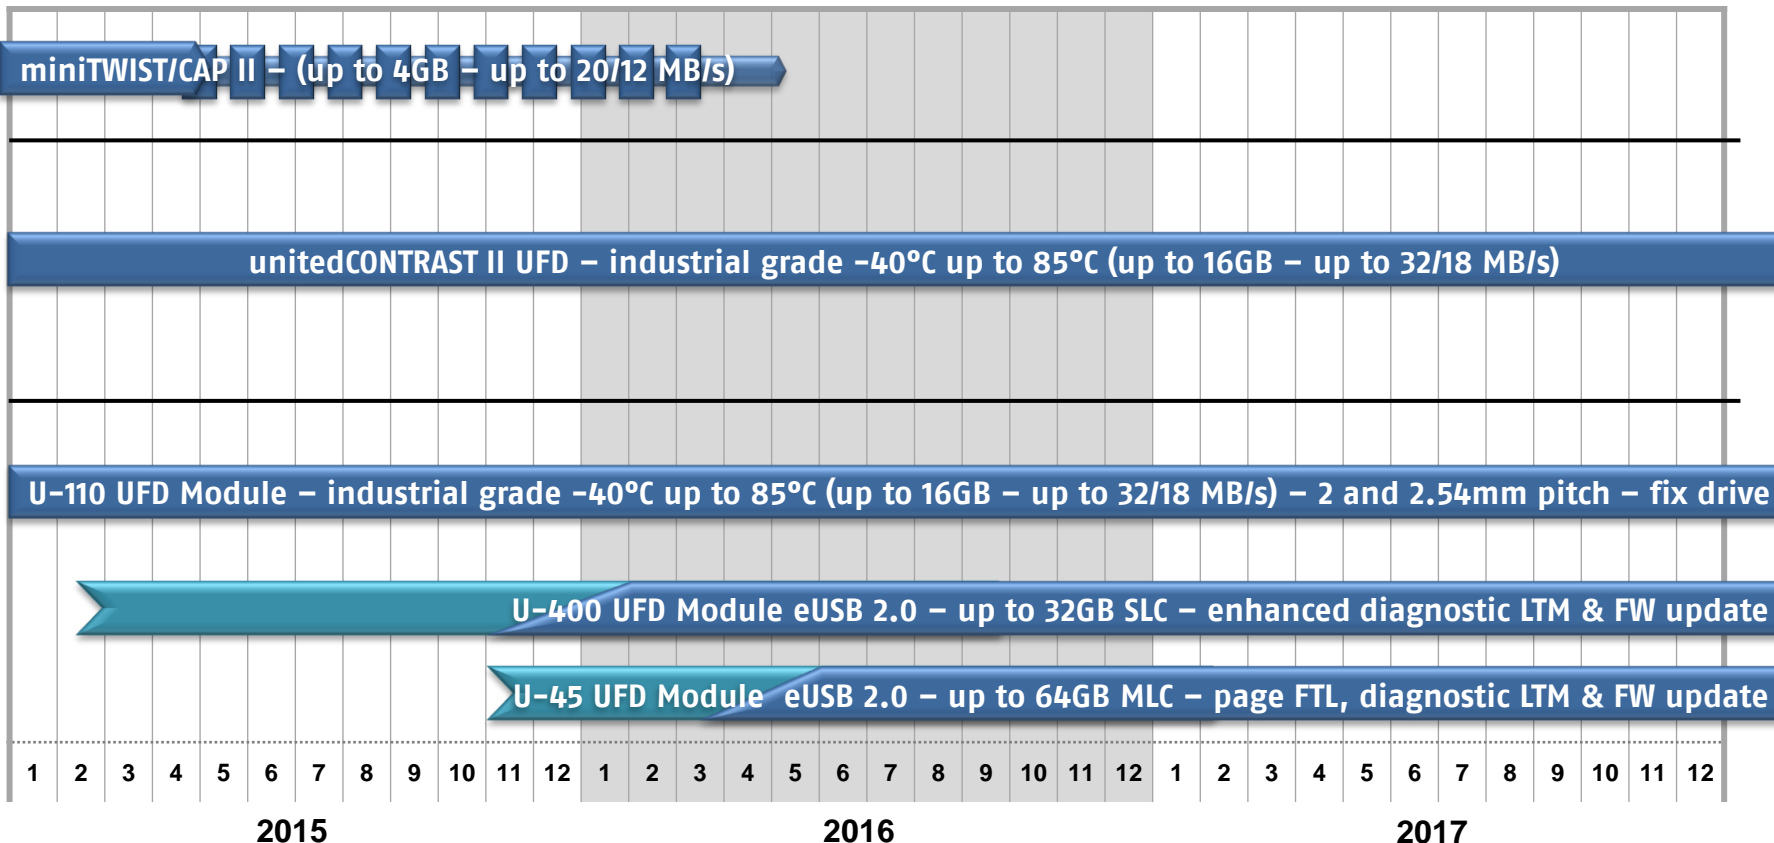 miniTWIST/CAP II – (up to 4GB – up to 20/12 MB/s)
unitedCONTRAST II UFD – industrial grade -40°C up to 85°C (up to 16GB – up to 32/18 MB/s)
U-110 UFD Module – industrial grade -40°C up to 85°C (up to 16GB – up to 32/18 MB/s) – 2 and 2.54mm pitch – fix drive
U-400 UFD Module eUSB 2.0 – up to 32GB SLC – enhanced diagnostic LTM & FW update
U-45 UFD Module eUSB 2.0 – up to 64GB MLC – page FTL, diagnostic LTM & FW update
1 2 3 4 5 6 7 8 9 10 11 12 1 2 3 4 5 6 7 8 9 10 11 12 1 2 3 4 5 6 7 8 9 10 11 12
2015 2016 2017